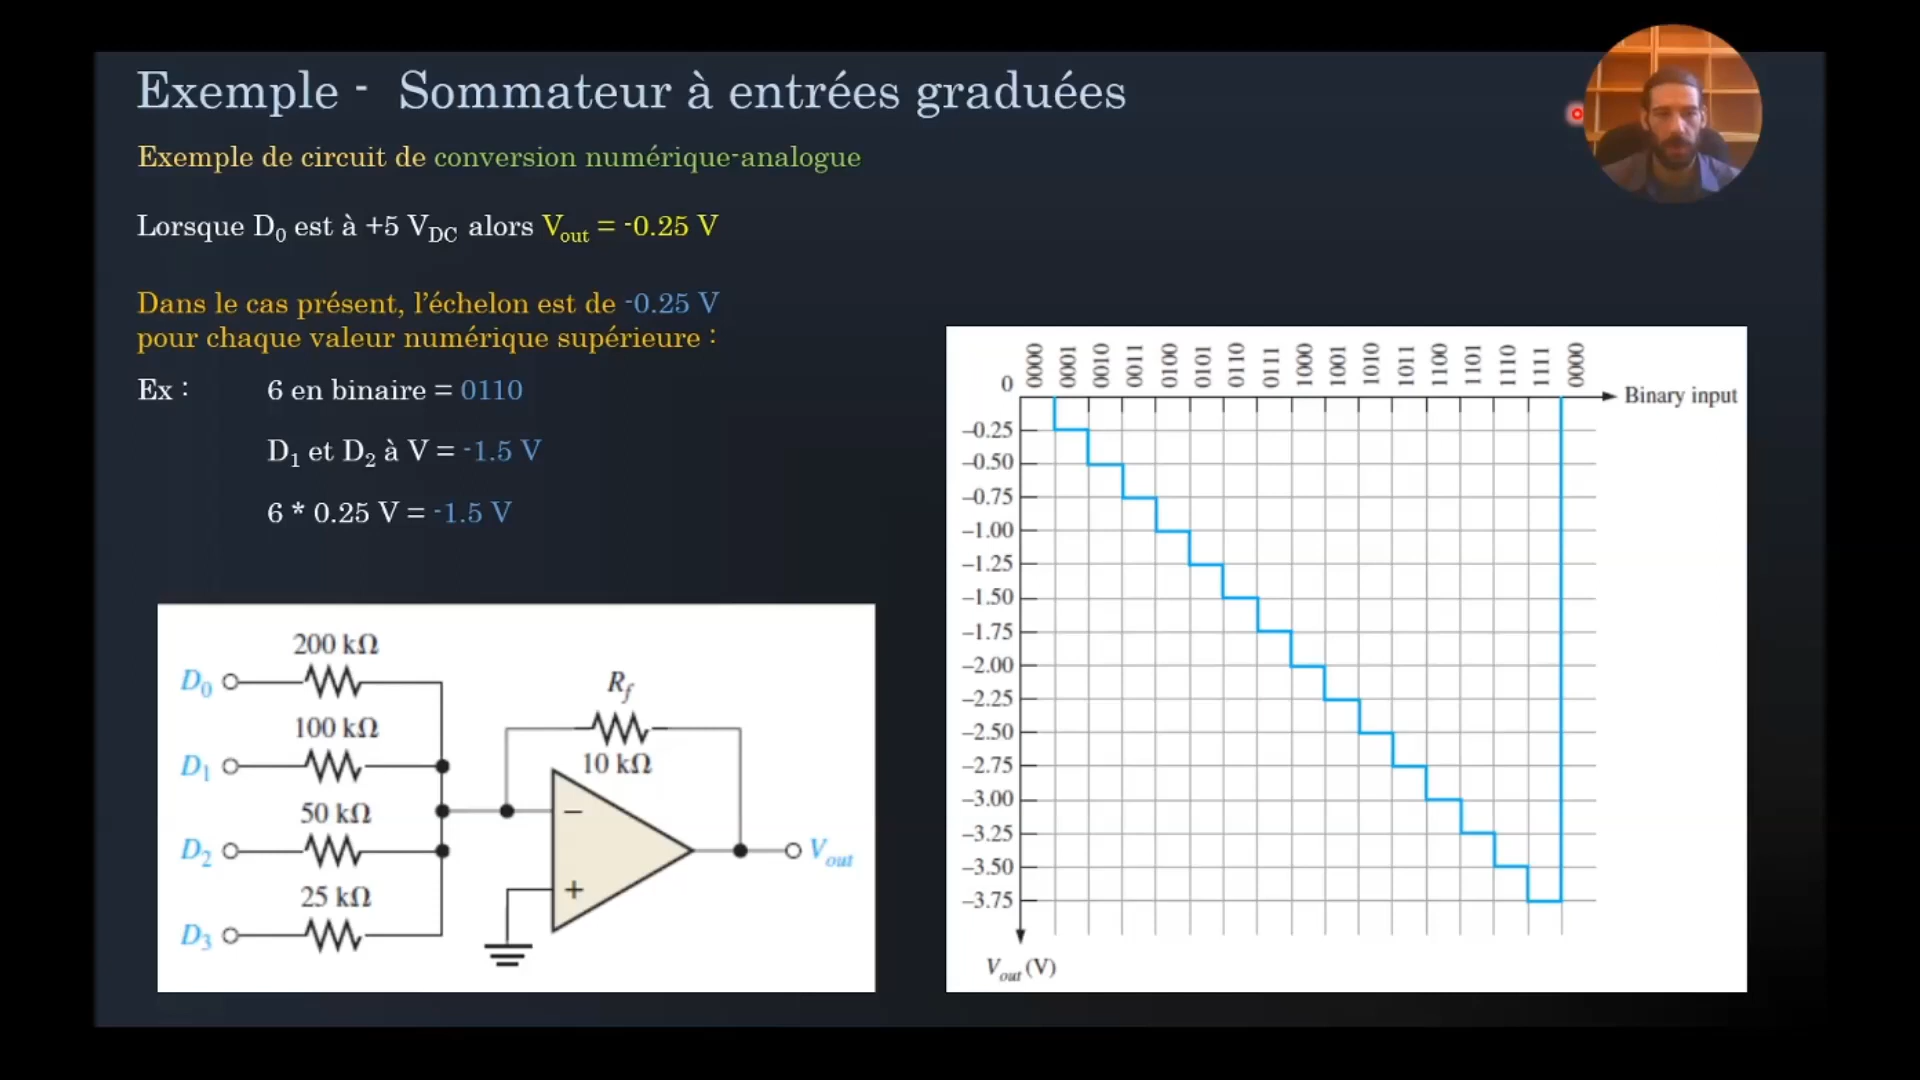 Exemple - Sommateur à entrées graduées
Exemple de circuit de conversion numérique-analogue
Lorsque D0 est à +5 VDC alors Vout = -0.25 V
Dans le cas présent, l'échelon est de -0.25 V
pour chaque valeur numérique supérieure :
Ex : 6 en binaire = 0110
D1 et D2 à V = -1.5 V
6 * 0.25 V = -1.5 V
200 kΩ
D0
100 kΩ
D1
50 kΩ
D2
25 kΩ
D3
Rf
10 kΩ
−
+
Vout
0 0000 0001 0010 0011 0100 0101 0110 0111 1000 1001 1010 1011 1100 1101 1110 1111 0000
Binary input
–0.25
–0.50
–0.75
–1.00
–1.25
–1.50
–1.75
–2.00
–2.25
–2.50
–2.75
–3.00
–3.25
–3.50
–3.75
Vout (V)